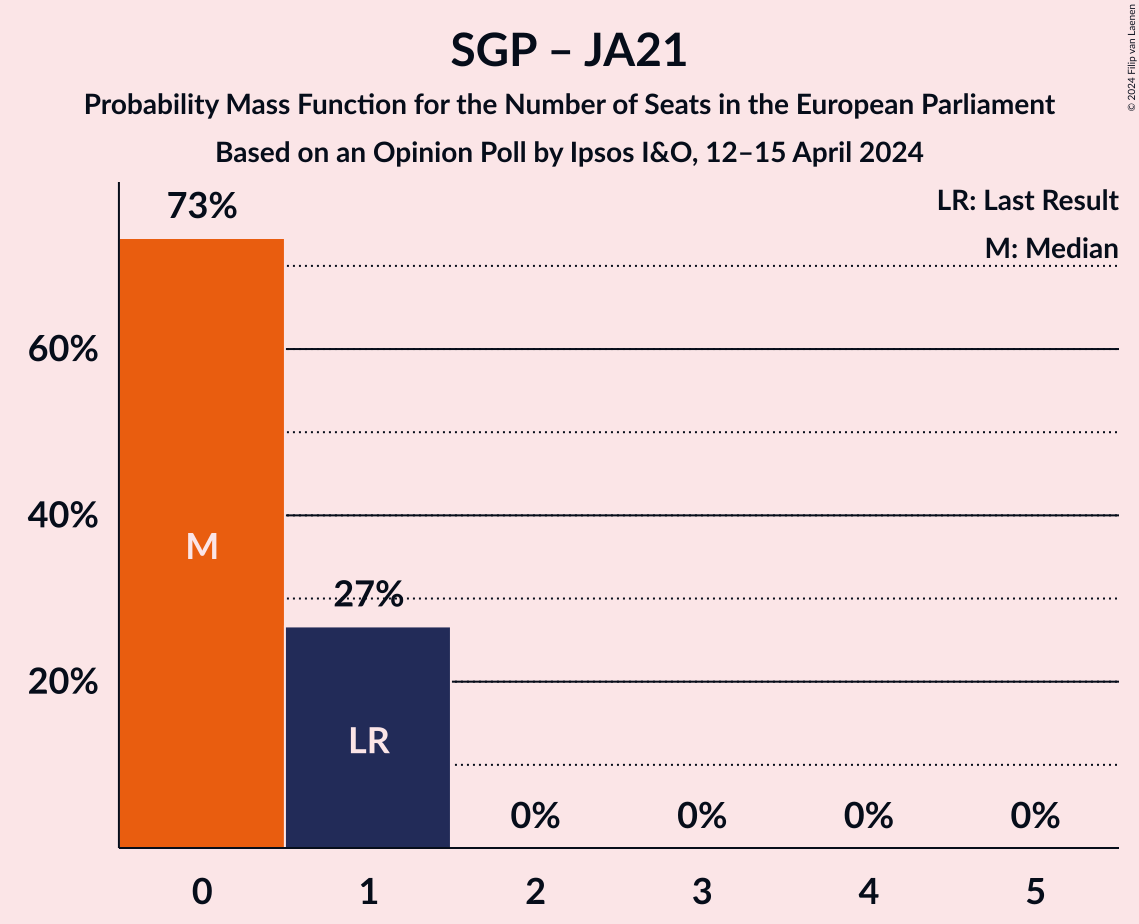 SGP – JA21
Probability Mass Function for the Number of Seats in the European Parliament
Based on an Opinion Poll by Ipsos I&O, 12–15 April 2024
© 2024 Filip van Laenen
LR: Last Result
M: Median
73%
60%
M
40%
27%
20%
LR
0% 0% 0% 0%
0 1 2 3 4 5